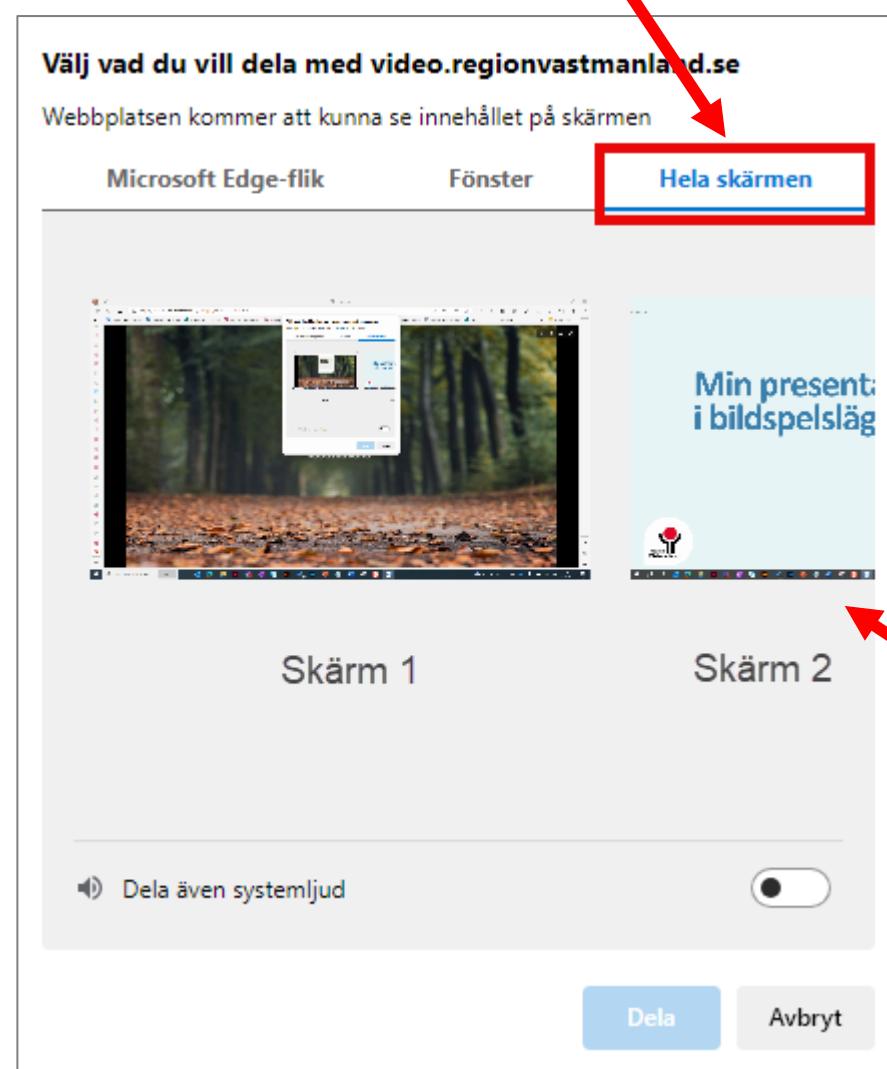 Välj vad du vill dela med video.regionvastmanland.se
Webbplatsen kommer att kunna se innehållet på skärmen
Microsoft Edge-flik Fönster Hela skärmen
Min present
i bildspelsläg
Skärm 1 Skärm 2
Dela även systemljud
Dela Avbryt